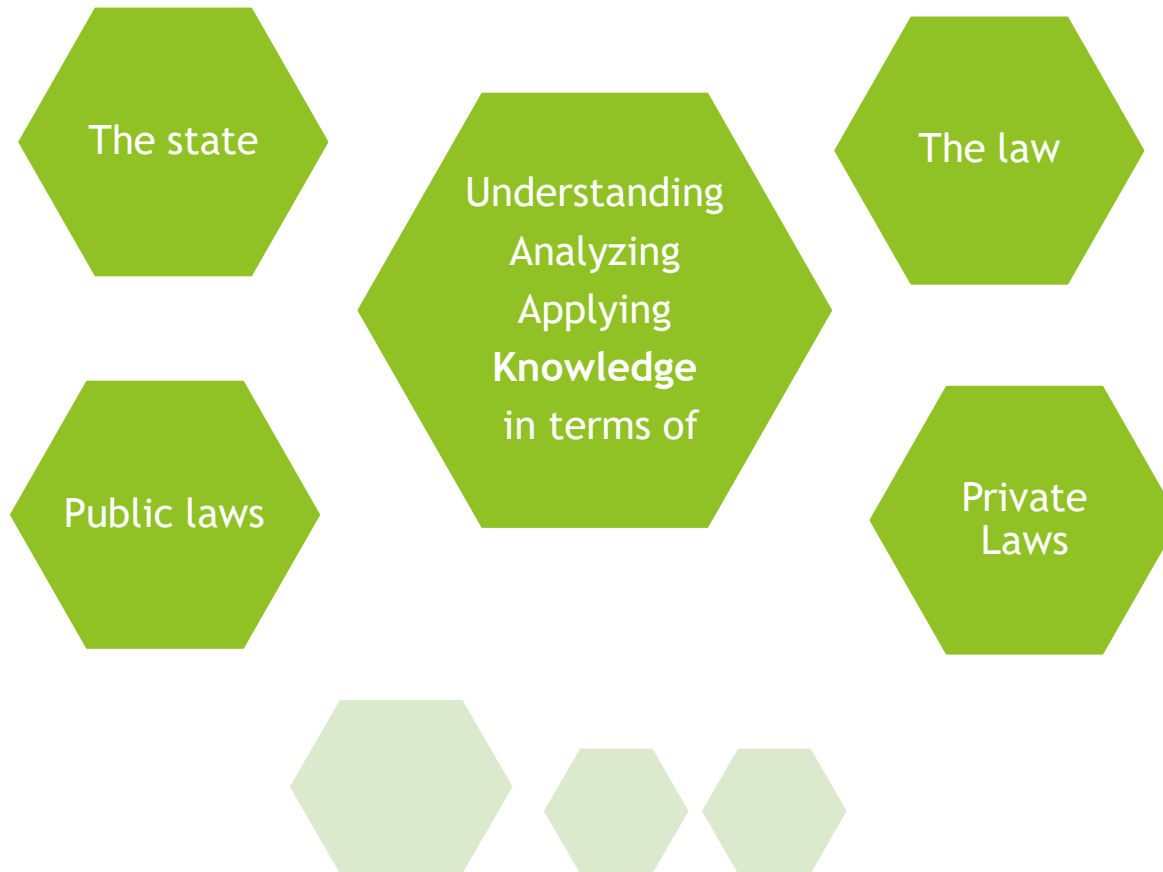 The state
The law
Understanding
Analyzing
Applying
Knowledge
in terms of
Public laws
Private
Laws